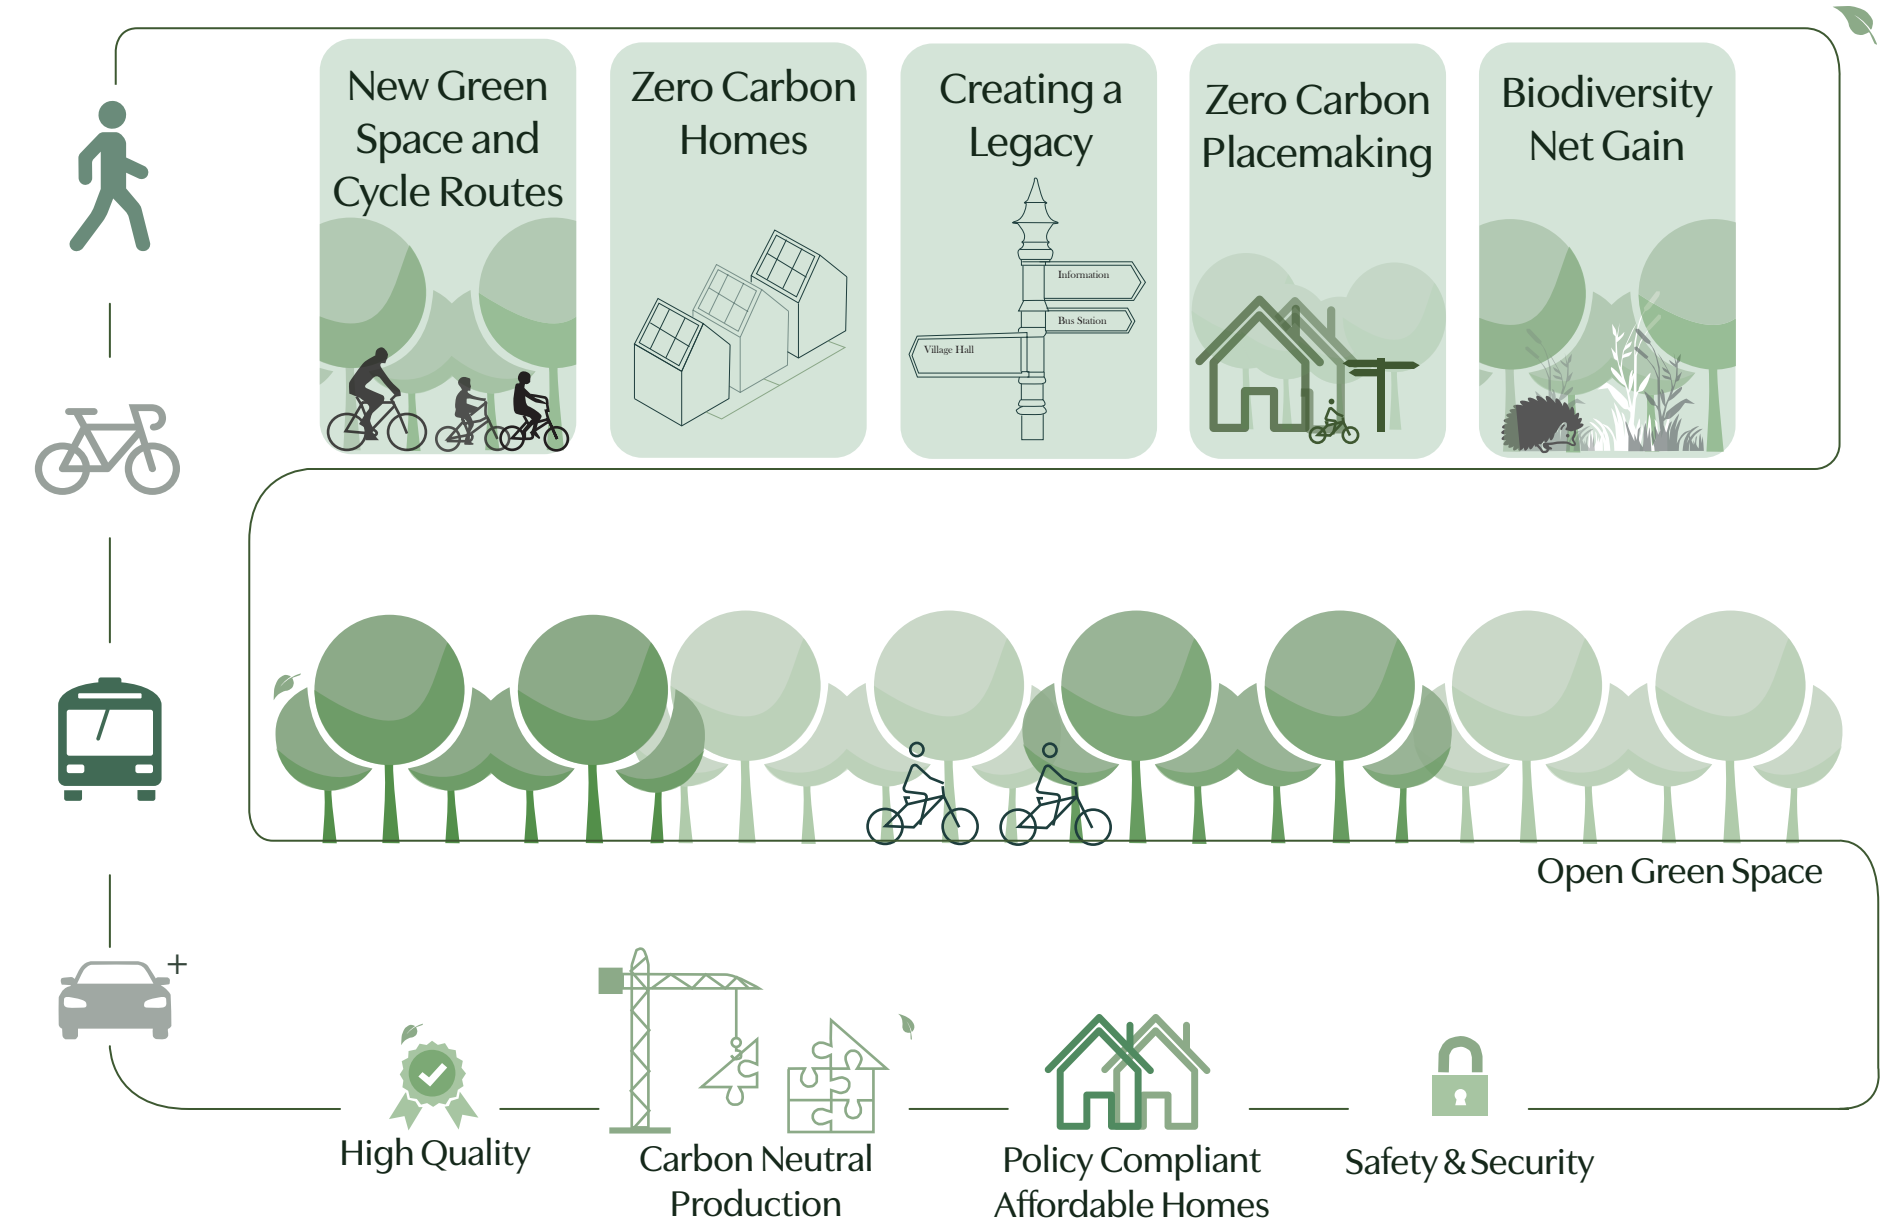 New Green
Space and
Cycle Routes
Zero Carbon
Homes
Creating a
Legacy
Information
Bus Station
Village Hall
Zero Carbon
Placemaking
Biodiversity
Net Gain
Open Green Space
+
High Quality
Carbon Neutral
Production
Policy Compliant
Affordable Homes
Safety & Security